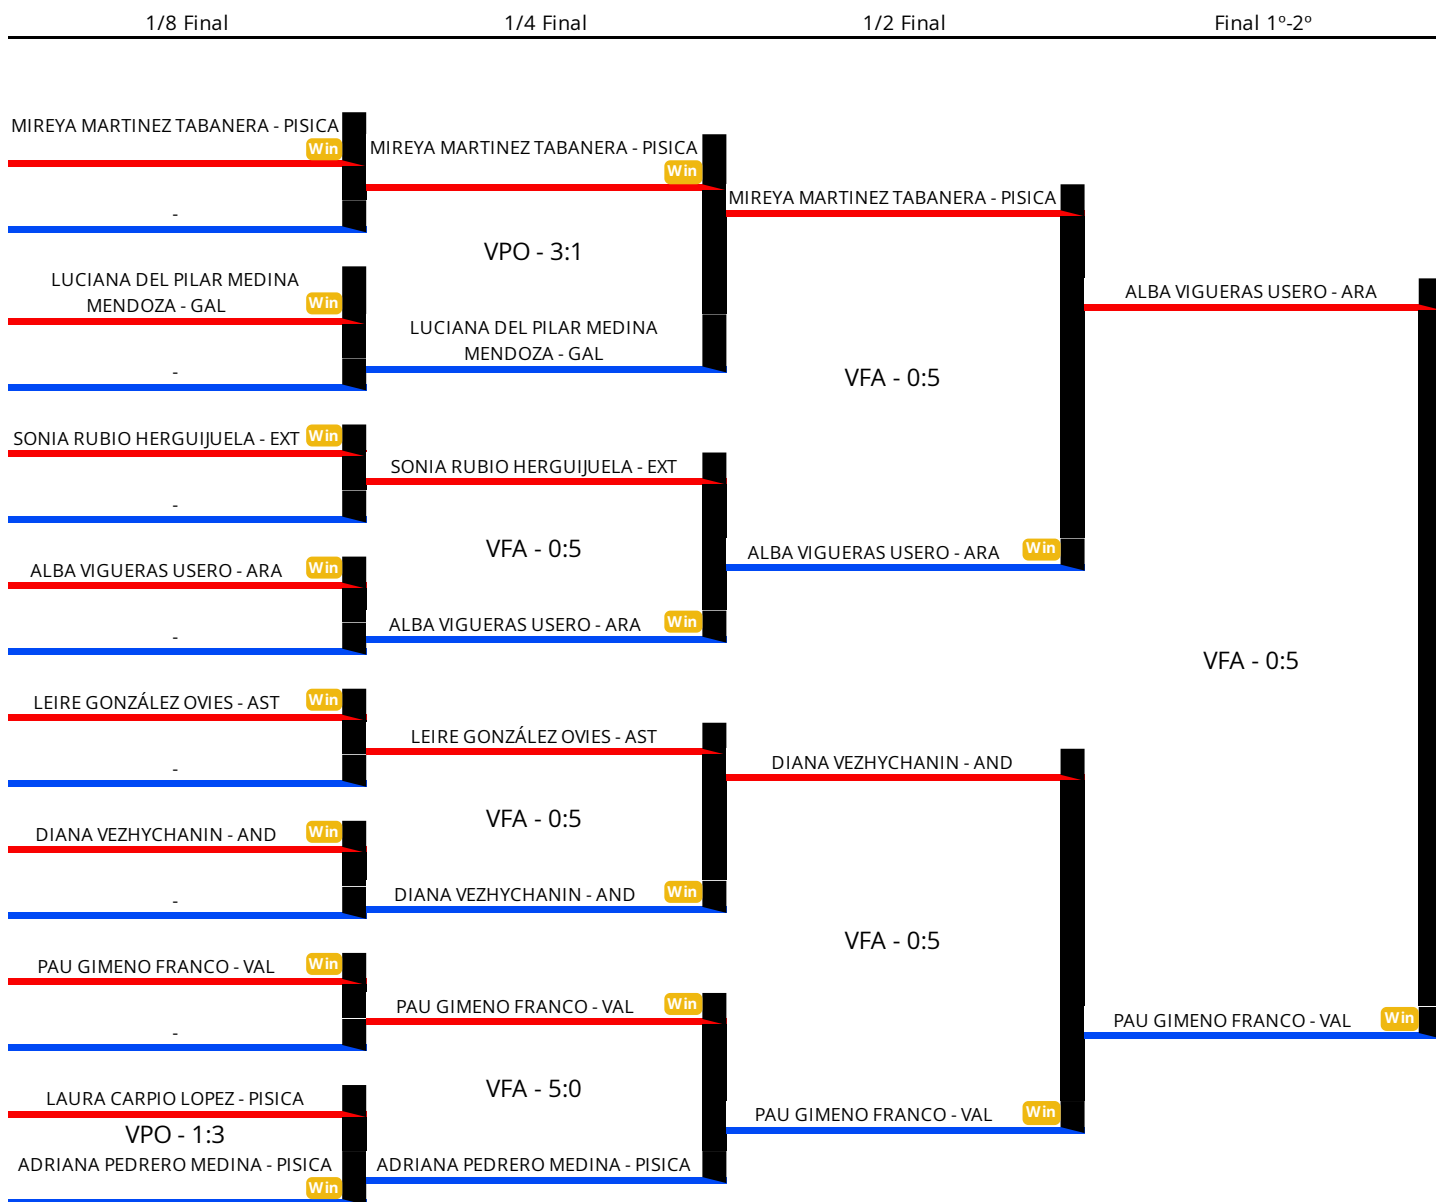 1/8 Final
1/4 Final
1/2 Final
Final 1º-2º
MIREYA MARTINEZ TABANERA - PISICA
Win
-
LUCIANA DEL PILAR MEDINA
MENDOZA - GAL
Win
-
SONIA RUBIO HERGUIJUELA - EXT
Win
-
ALBA VIGUERAS USERO - ARA
Win
-
LEIRE GONZÁLEZ OVIES - AST
Win
-
DIANA VEZHYCHANIN - AND
Win
-
PAU GIMENO FRANCO - VAL
Win
-
LAURA CARPIO LOPEZ - PISICA
VPO - 1:3
ADRIANA PEDRERO MEDINA - PISICA
Win
MIREYA MARTINEZ TABANERA - PISICA
Win
VPO - 3:1
LUCIANA DEL PILAR MEDINA
MENDOZA - GAL
SONIA RUBIO HERGUIJUELA - EXT
VFA - 0:5
ALBA VIGUERAS USERO - ARA
Win
LEIRE GONZÁLEZ OVIES - AST
VFA - 0:5
DIANA VEZHYCHANIN - AND
Win
PAU GIMENO FRANCO - VAL
Win
VFA - 5:0
ADRIANA PEDRERO MEDINA - PISICA
MIREYA MARTINEZ TABANERA - PISICA
VFA - 0:5
ALBA VIGUERAS USERO - ARA
Win
DIANA VEZHYCHANIN - AND
VFA - 0:5
PAU GIMENO FRANCO - VAL
Win
ALBA VIGUERAS USERO - ARA
VFA - 0:5
PAU GIMENO FRANCO - VAL
Win